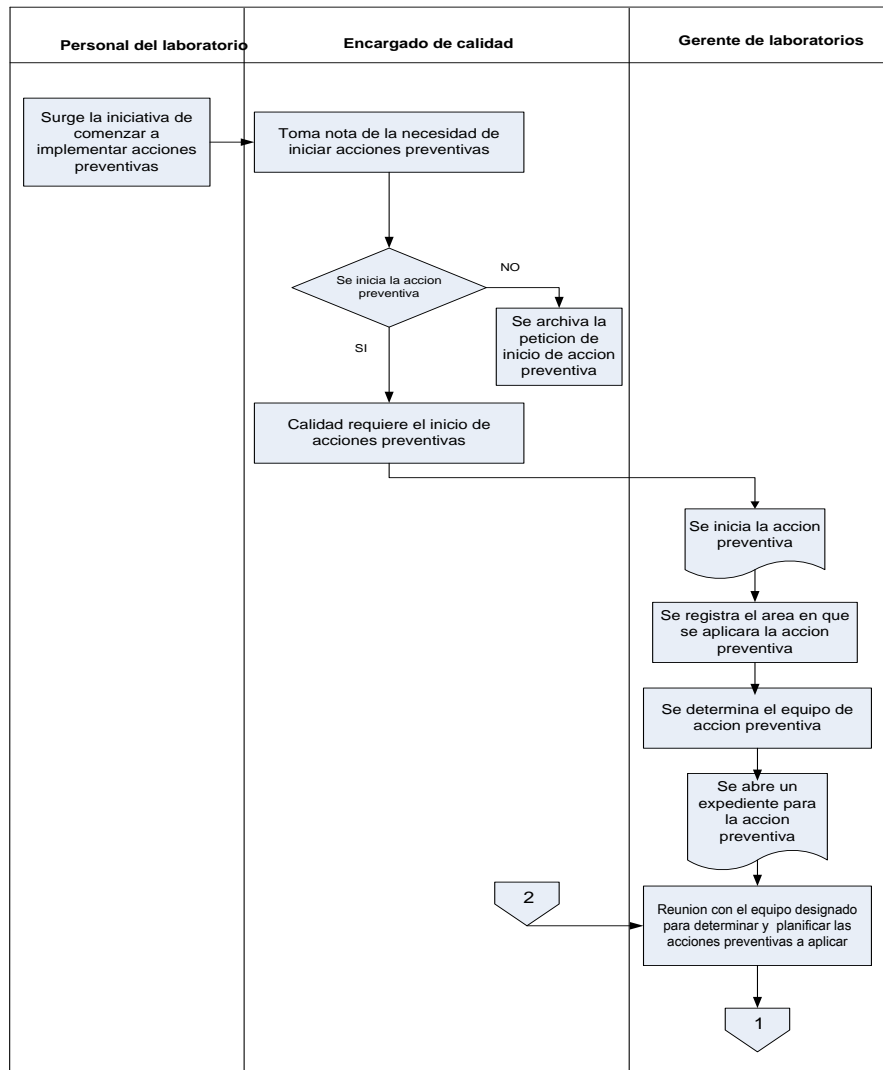 Personal del laboratorio
Encargado de calidad
Gerente de laboratorios
Surge la iniciativa de
comenzar a
implementar acciones
preventivas
Toma nota de la necesidad de
iniciar acciones preventivas
Se inicia la accion
preventiva
NO
Se archiva la
peticion de
inicio de accion
preventiva
SI
Calidad requiere el inicio de
acciones preventivas
Se inicia la accion
preventiva
Se registra el area en que
se aplicara la accion
preventiva
Se determina el equipo de
accion preventiva
Se abre un
expediente para
la accion
preventiva
2
Reunion con el equipo designado
para determinar y planificar las
acciones preventivas a aplicar
1